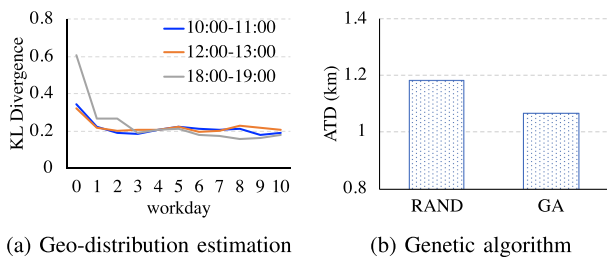 0.8
0.6
0.4
0.2
0
KL Divergence
10:00-11:00
12:00-13:00
18:00-19:00
0 1 2 3 4 5 6 7 8 9 10
workday
(a) Geo-distribution estimation
1.4
1.2
1
0.8
ATD (km)
RAND GA
(b) Genetic algorithm